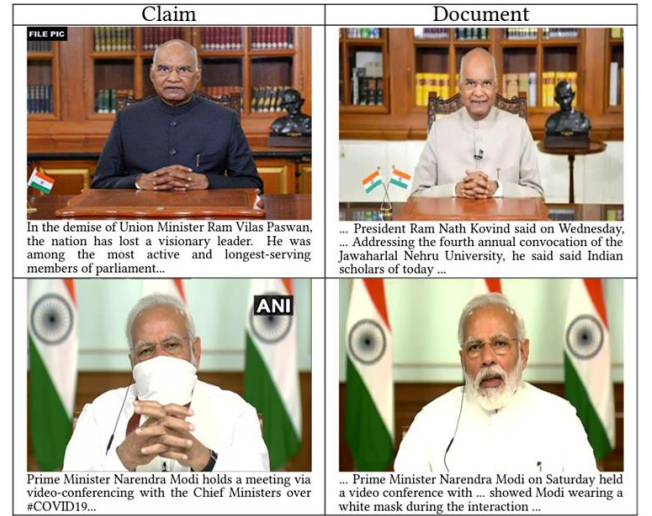 Claim
Document
FILE PIC
In the demise of Union Minister Ram Vilas Paswan,
the nation has lost a visionary leader. He was
among the most active and longest-serving
members of parliament...
... President Ram Nath Kovind said on Wednesday,
... Addressing the fourth annual convocation of the
Jawaharlal Nehru University, he said said Indian
scholars of today ...
ANI
Prime Minister Narendra Modi holds a meeting via
video-conferencing with the Chief Ministers over
#COVID19...
... Prime Minister Narendra Modi on Saturday held
a video conference with ... showed Modi wearing a
white mask during the interaction ...